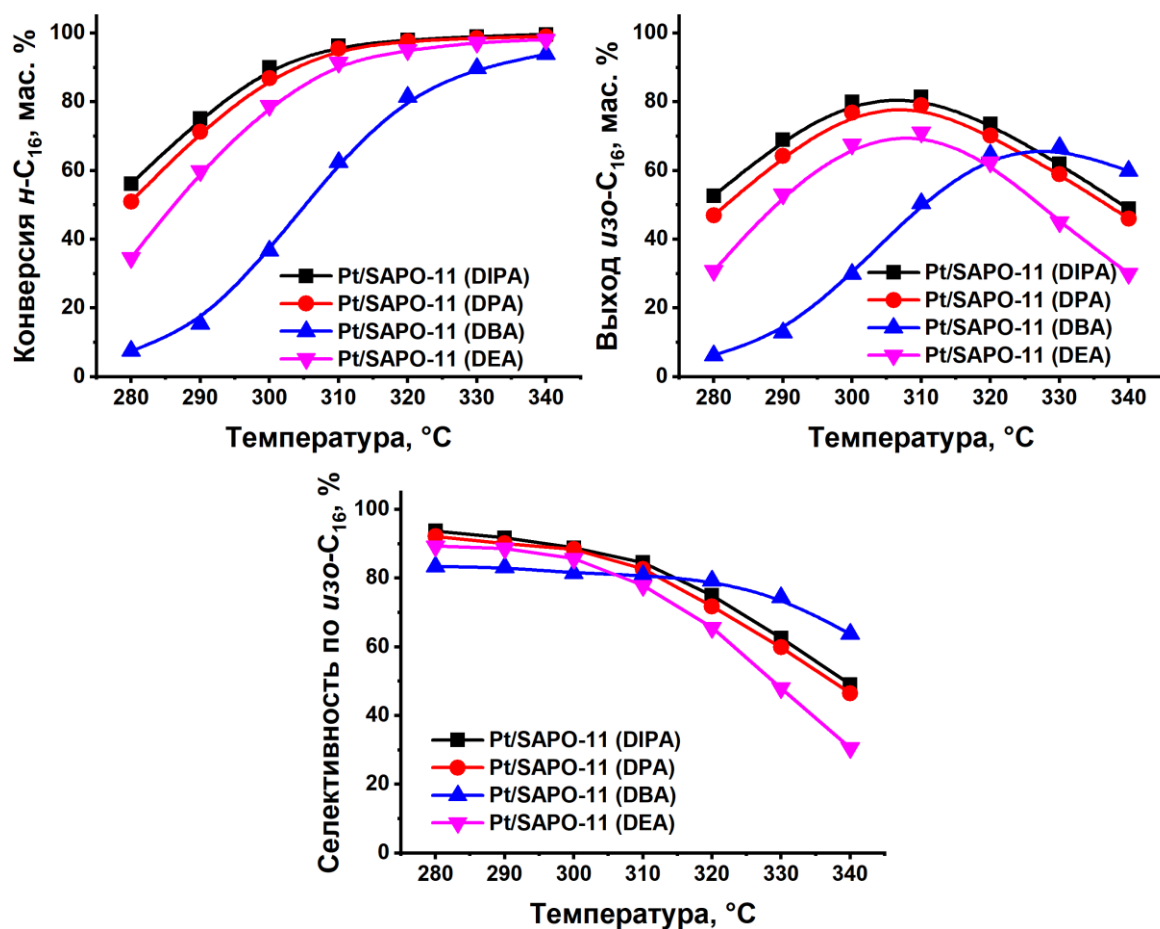 Конверсия н-C16, мас. %
100
80
60
40
20
0
Pt/SAPO-11 (DIPA)
Pt/SAPO-11 (DPA)
Pt/SAPO-11 (DBA)
Pt/SAPO-11 (DEA)
280 290 300 310 320 330 340
Температура, °C
Выход изо-C16, мас. %
100
80
60
40
20
0
Pt/SAPO-11 (DIPA)
Pt/SAPO-11 (DPA)
Pt/SAPO-11 (DBA)
Pt/SAPO-11 (DEA)
280 290 300 310 320 330 340
Температура, °C
Селективность по изо-C16, %
100
80
60
40
20
0
Pt/SAPO-11 (DIPA)
Pt/SAPO-11 (DPA)
Pt/SAPO-11 (DBA)
Pt/SAPO-11 (DEA)
280 290 300 310 320 330 340
Температура, °C